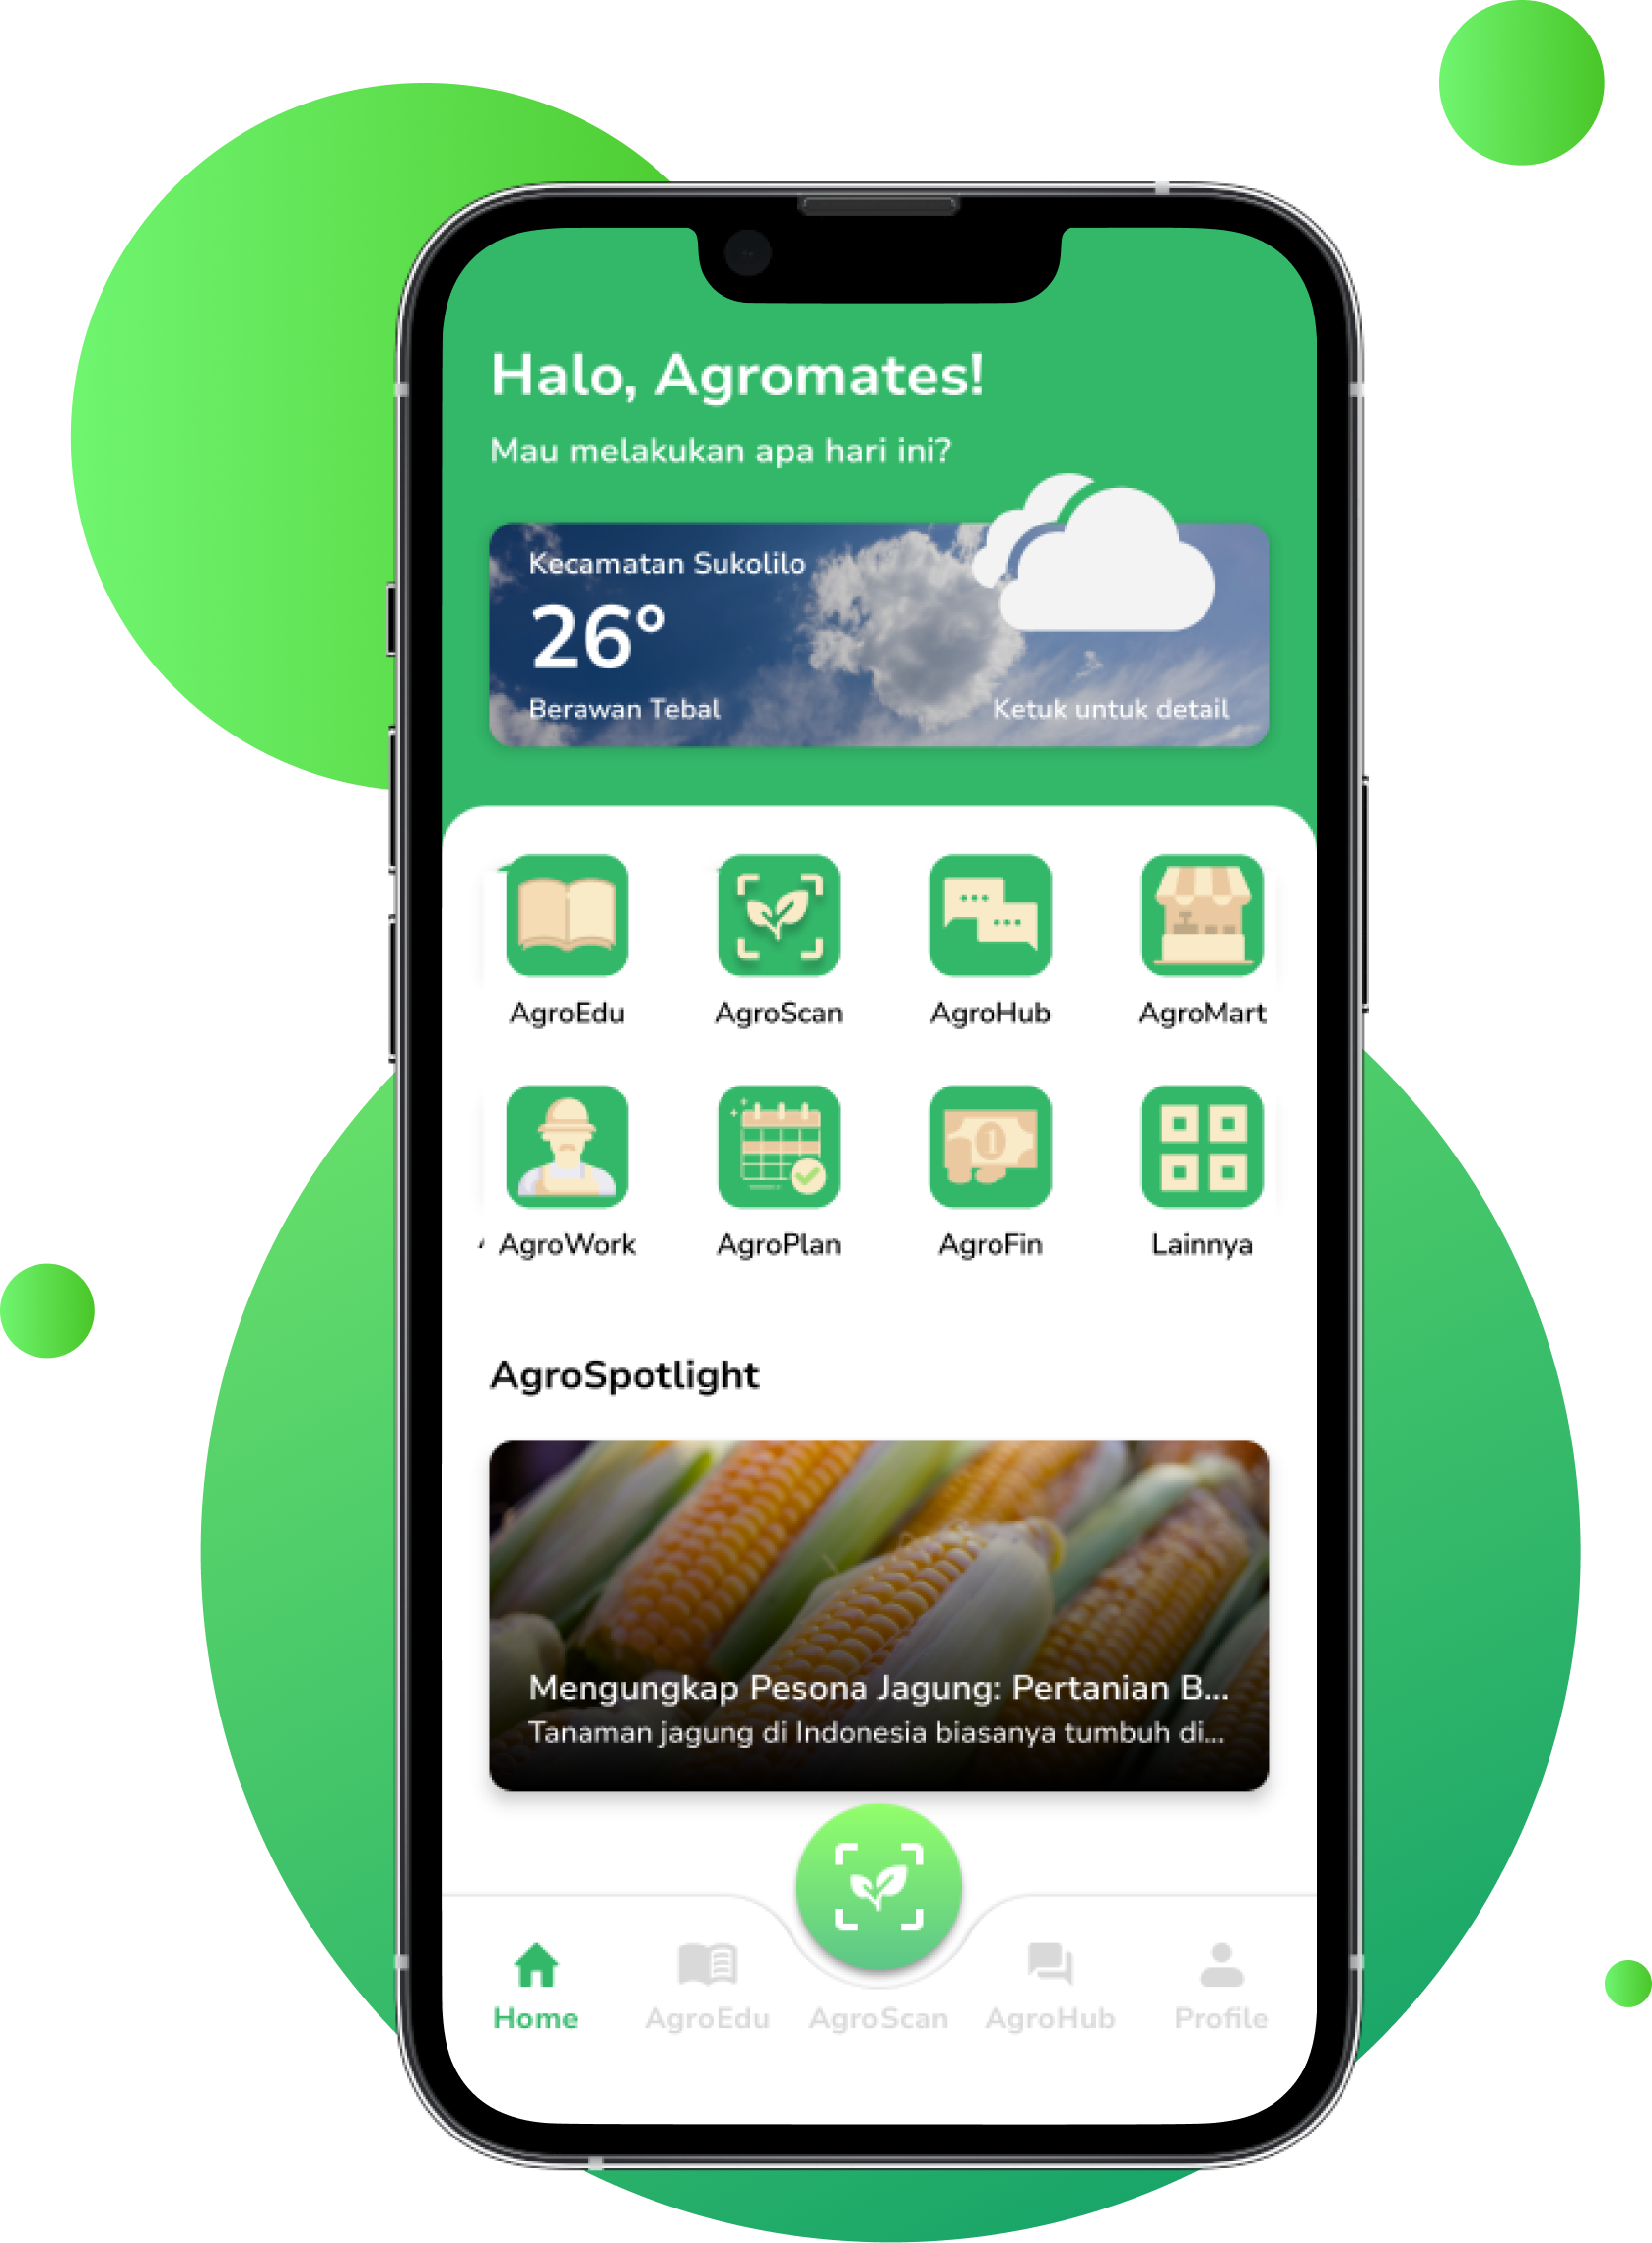 Halo, Agromates!
Mau melakukan apa hari ini?
Kecamatan Sukolilo
26°
Berawan Tebal
Ketuk untuk detail
AgroEdu
AgroScan
AgroHub
AgroMart
AgroWork
AgroPlan
1
AgroFin
Lainnya
AgroSpotlight
Mengungkap Pesona Jagung: Pertanian B...
Tanaman jagung di Indonesia biasanya tumbuh di...
Home
AgroEdu
AgroScan
AgroHub
Profile